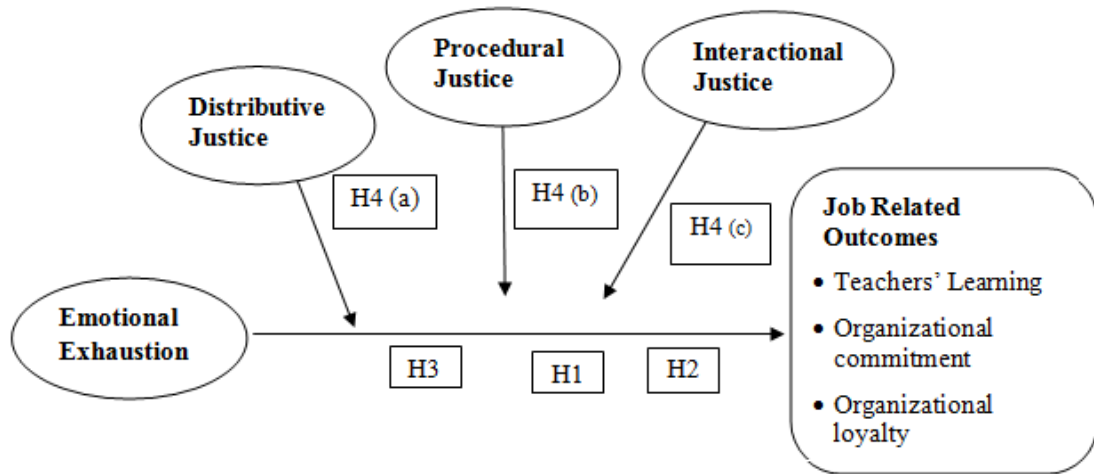 Procedural
Justice
Interactional
Justice
Distributive
Justice
H4 (a)
H4 (b)
H4 (c)
Emotional
Exhaustion
H3
H1
H2
Job Related
Outcomes
• Teachers’ Learning
• Organizational
commitment
• Organizational
loyalty